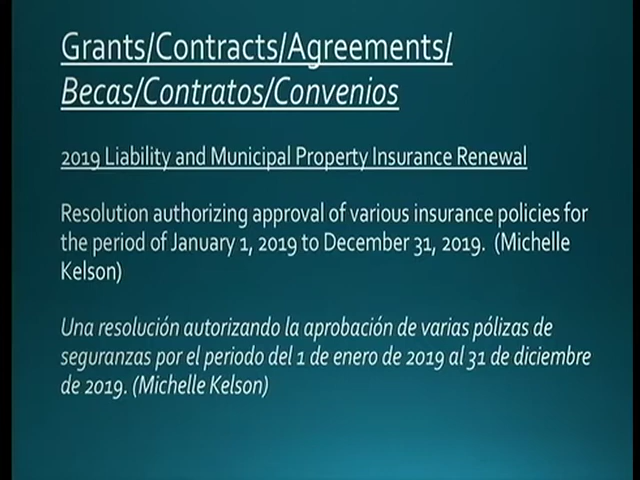 Grants/Contracts/Agreements/
Becas/Contratos/Convenios
2019 Liability and Municipal Property Insurance Renewal
Resolution authorizing approval of various insurance policies for
the period of January 1, 2019 to December 31, 2019.  (Michelle
Kelson)
Una resolución autorizando la aprobación de varias pólizas de
seguranzas por el periodo del 1 de enero de 2019 al 31 de diciembre
de 2019. (Michelle Kelson)